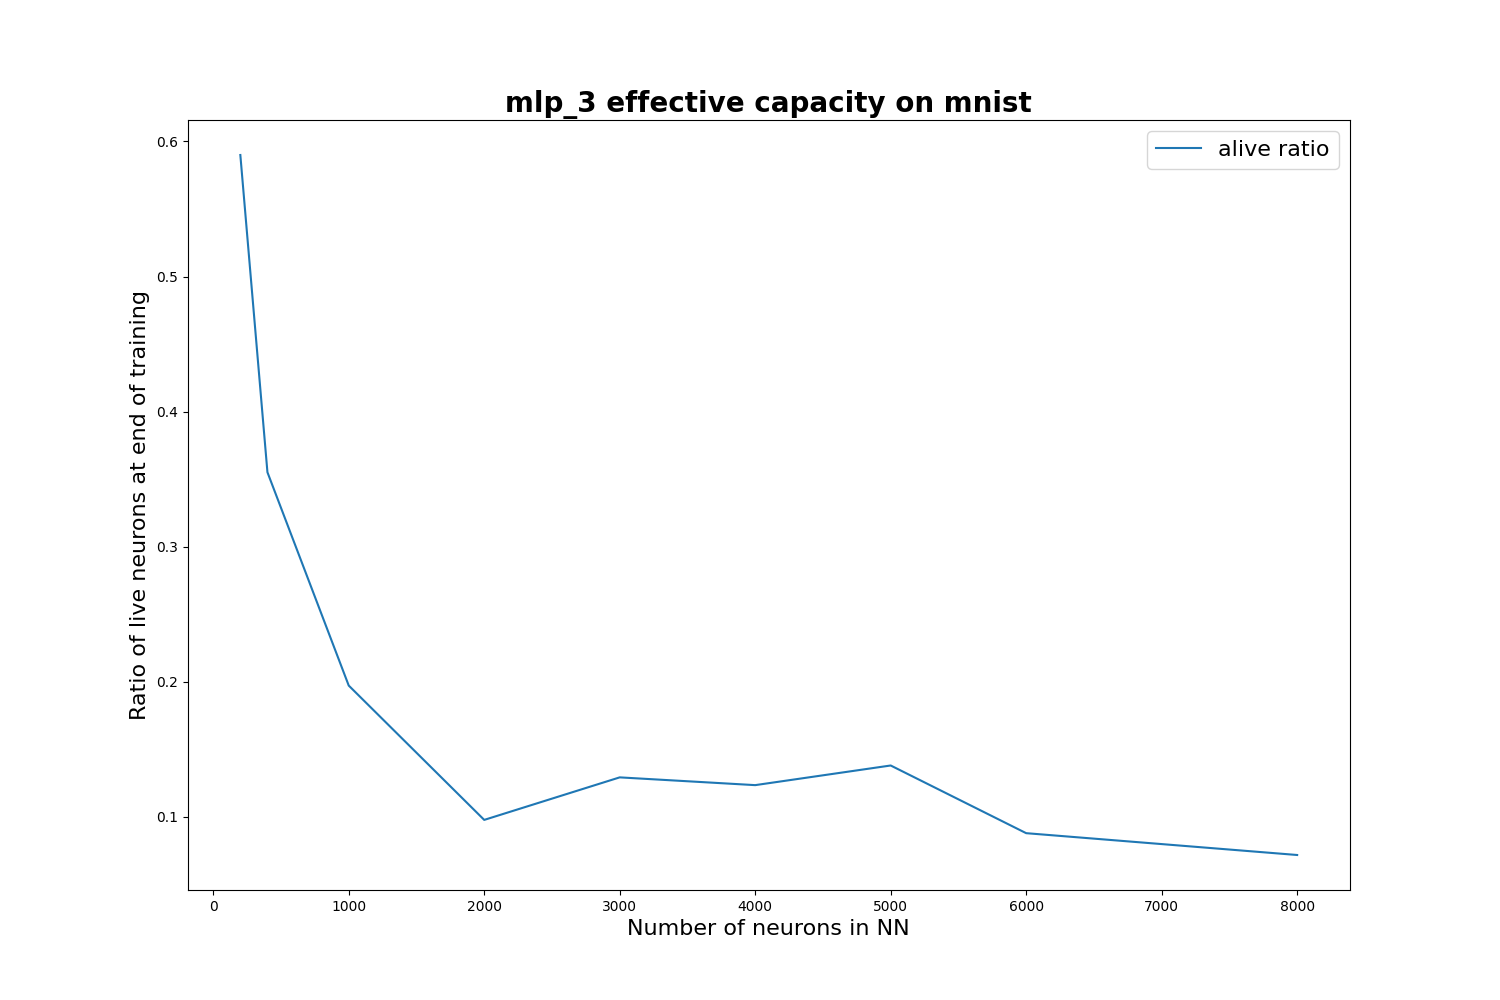 mlp_3 effective capacity on mnist
alive ratio
Ratio of live neurons at end of training
0.6
0.5
0.4
0.3
0.2
0.1
0 1000 2000 3000 4000 5000 6000 7000 8000
Number of neurons in NN